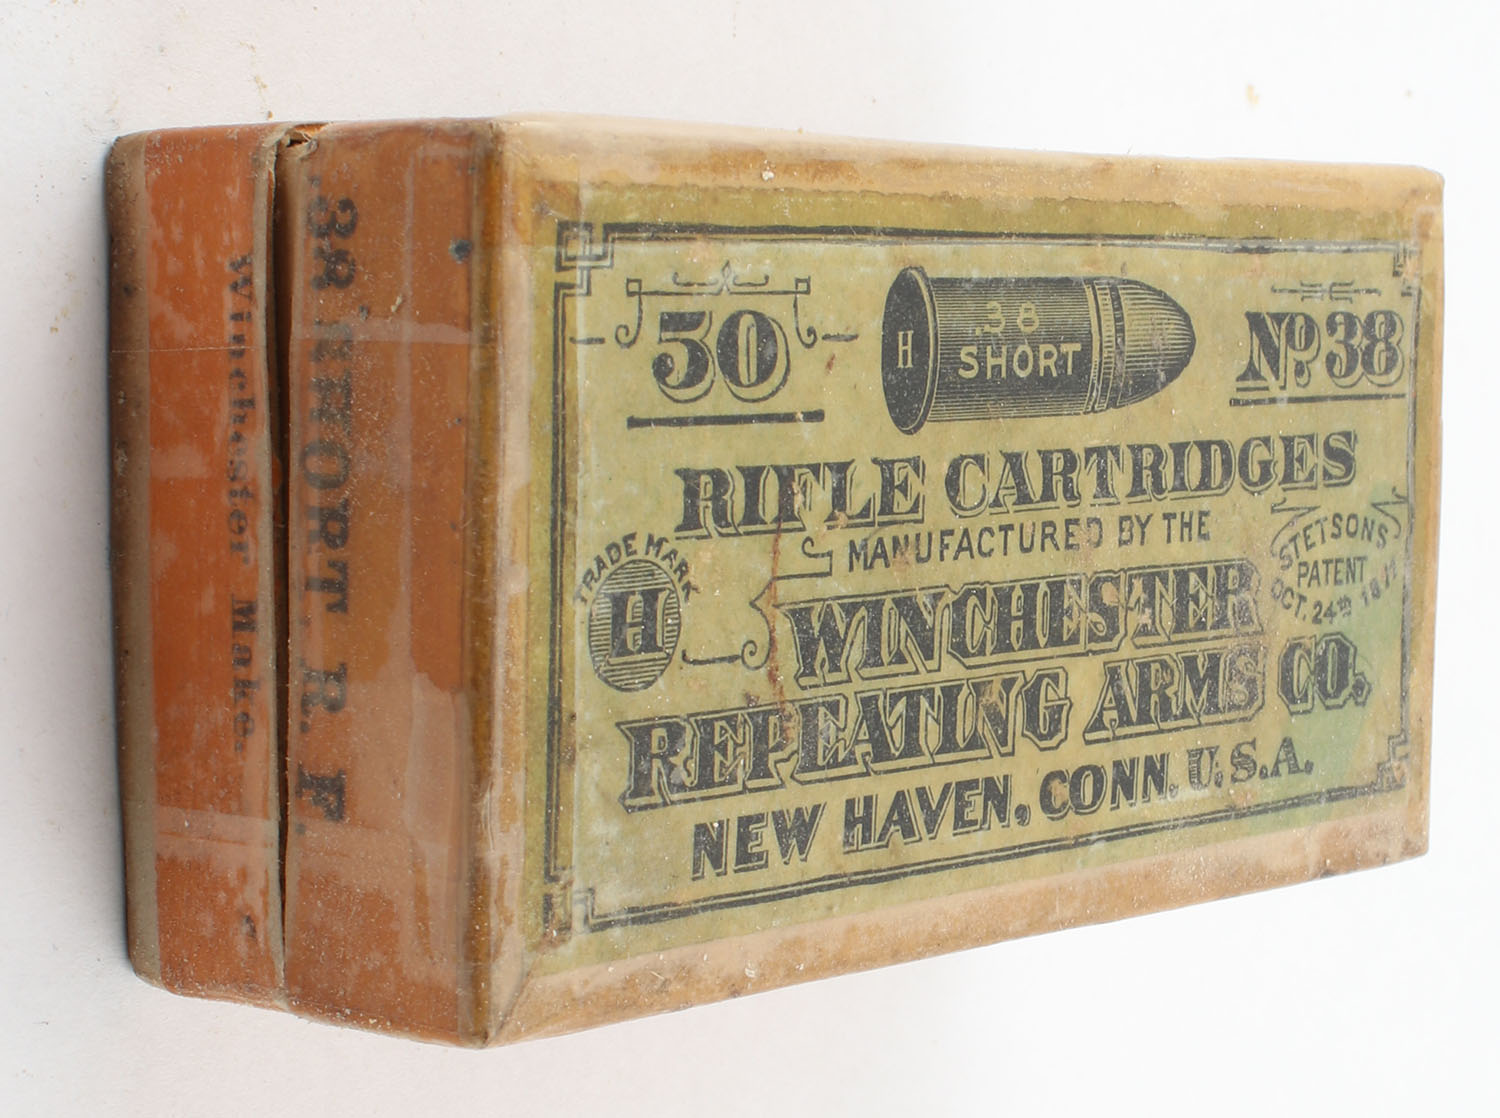 50
H
.38
SHORT
No 38
RIFLE CARTRIDGES
MANUFACTURED BY THE
TRADE MARK
H
WINCHESTER
REPEATING ARMS CO.
STETSONS
PATENT
OCT. 24th
NEW HAVEN, CONN. U.S.A.
.38 SHORT R. F.
Winchester Make.